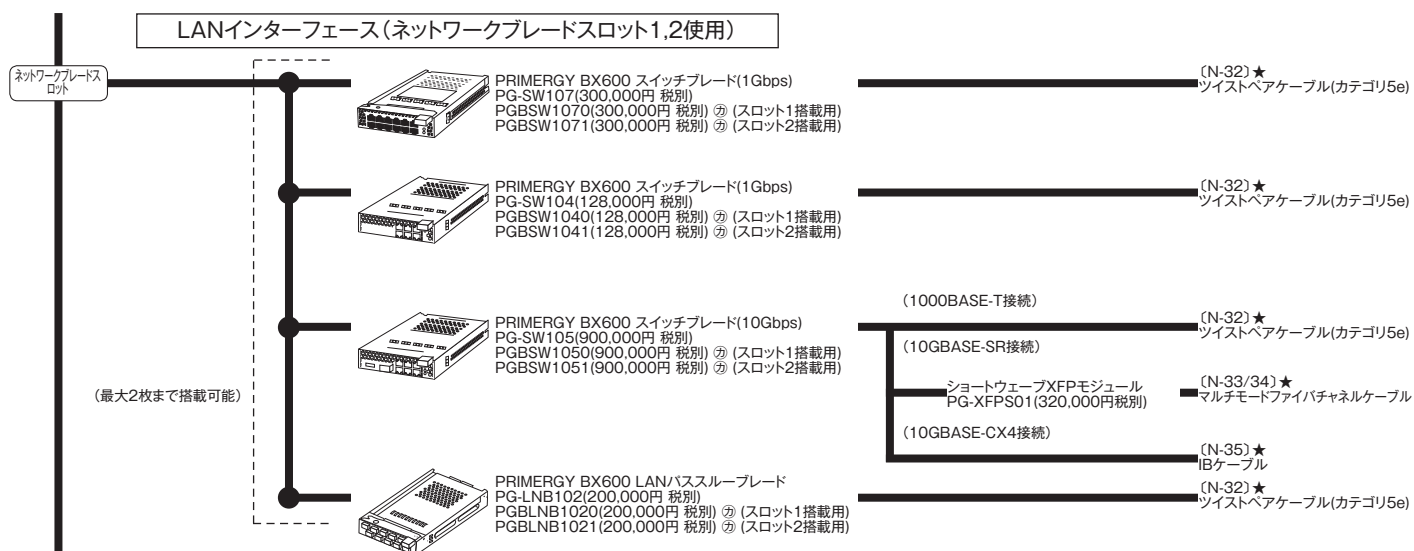 LANインターフェース(ネットワークブレードスロット1,2使用)
ネットワークブレードス
ロット
PRIMERGY BX600 スイッチブレード(1Gbps)
PG-SW107(300,000円 税別)
PGBSW1070(300,000円 税別) ㋕ (スロット1搭載用)
PGBSW1071(300,000円 税別) ㋕ (スロット2搭載用)
〔N-32〕★
ツイストペアケーブル(カテゴリ5e)
PRIMERGY BX600 スイッチブレード(1Gbps)
PG-SW104(128,000円 税別)
PGBSW1040(128,000円 税別) ㋕ (スロット1搭載用)
PGBSW1041(128,000円 税別) ㋕ (スロット2搭載用)
〔N-32〕★
ツイストペアケーブル(カテゴリ5e)
PRIMERGY BX600 スイッチブレード(10Gbps)
PG-SW105(900,000円 税別)
PGBSW1050(900,000円 税別) ㋕ (スロット1搭載用)
PGBSW1051(900,000円 税別) ㋕ (スロット2搭載用)
(1000BASE-T接続)
〔N-32〕★
ツイストペアケーブル(カテゴリ5e)
(10GBASE-SR接続)
ショートウェーブXFPモジュール
PG-XFPS01(320,000円税別)
〔N-33/34〕★
マルチモードファイバチャネルケーブル
(10GBASE-CX4接続)
〔N-35〕★
IBケーブル
(最大2枚まで搭載可能)
PRIMERGY BX600 LANパススルーブレード
PG-LNB102(200,000円 税別)
PGBLNB1020(200,000円 税別) ㋕ (スロット1搭載用)
PGBLNB1021(200,000円 税別) ㋕ (スロット2搭載用)
〔N-32〕★
ツイストペアケーブル(カテゴリ5e)